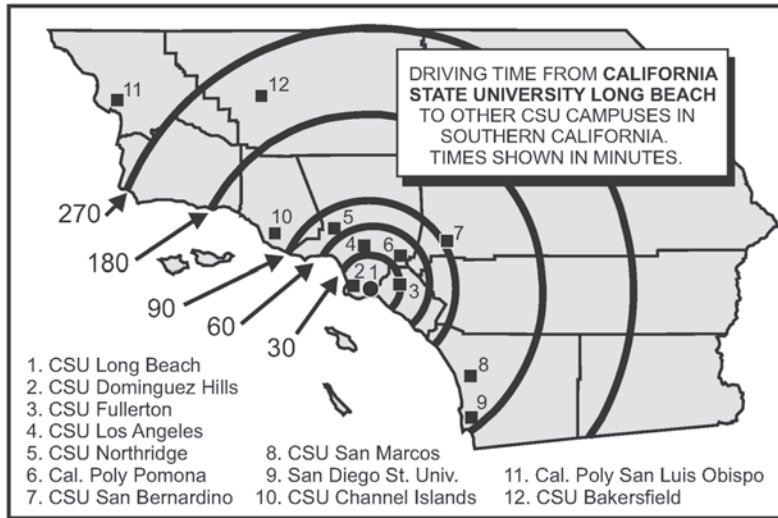 DRIVING TIME FROM CALIFORNIA
STATE UNIVERSITY LONG BEACH
TO OTHER CSU CAMPUSES IN
SOUTHERN CALIFORNIA.
TIMES SHOWN IN MINUTES.
11
12
10
5
4
6
7
2
1
3
8
9
270
180
90
60
30
1. CSU Long Beach
2. CSU Dominguez Hills
3. CSU Fullerton
4. CSU Los Angeles
5. CSU Northridge
6. Cal. Poly Pomona
7. CSU San Bernardino
8. CSU San Marcos
9. San Diego St. Univ.
10. CSU Channel Islands
11. Cal. Poly San Luis Obispo
12. CSU Bakersfield